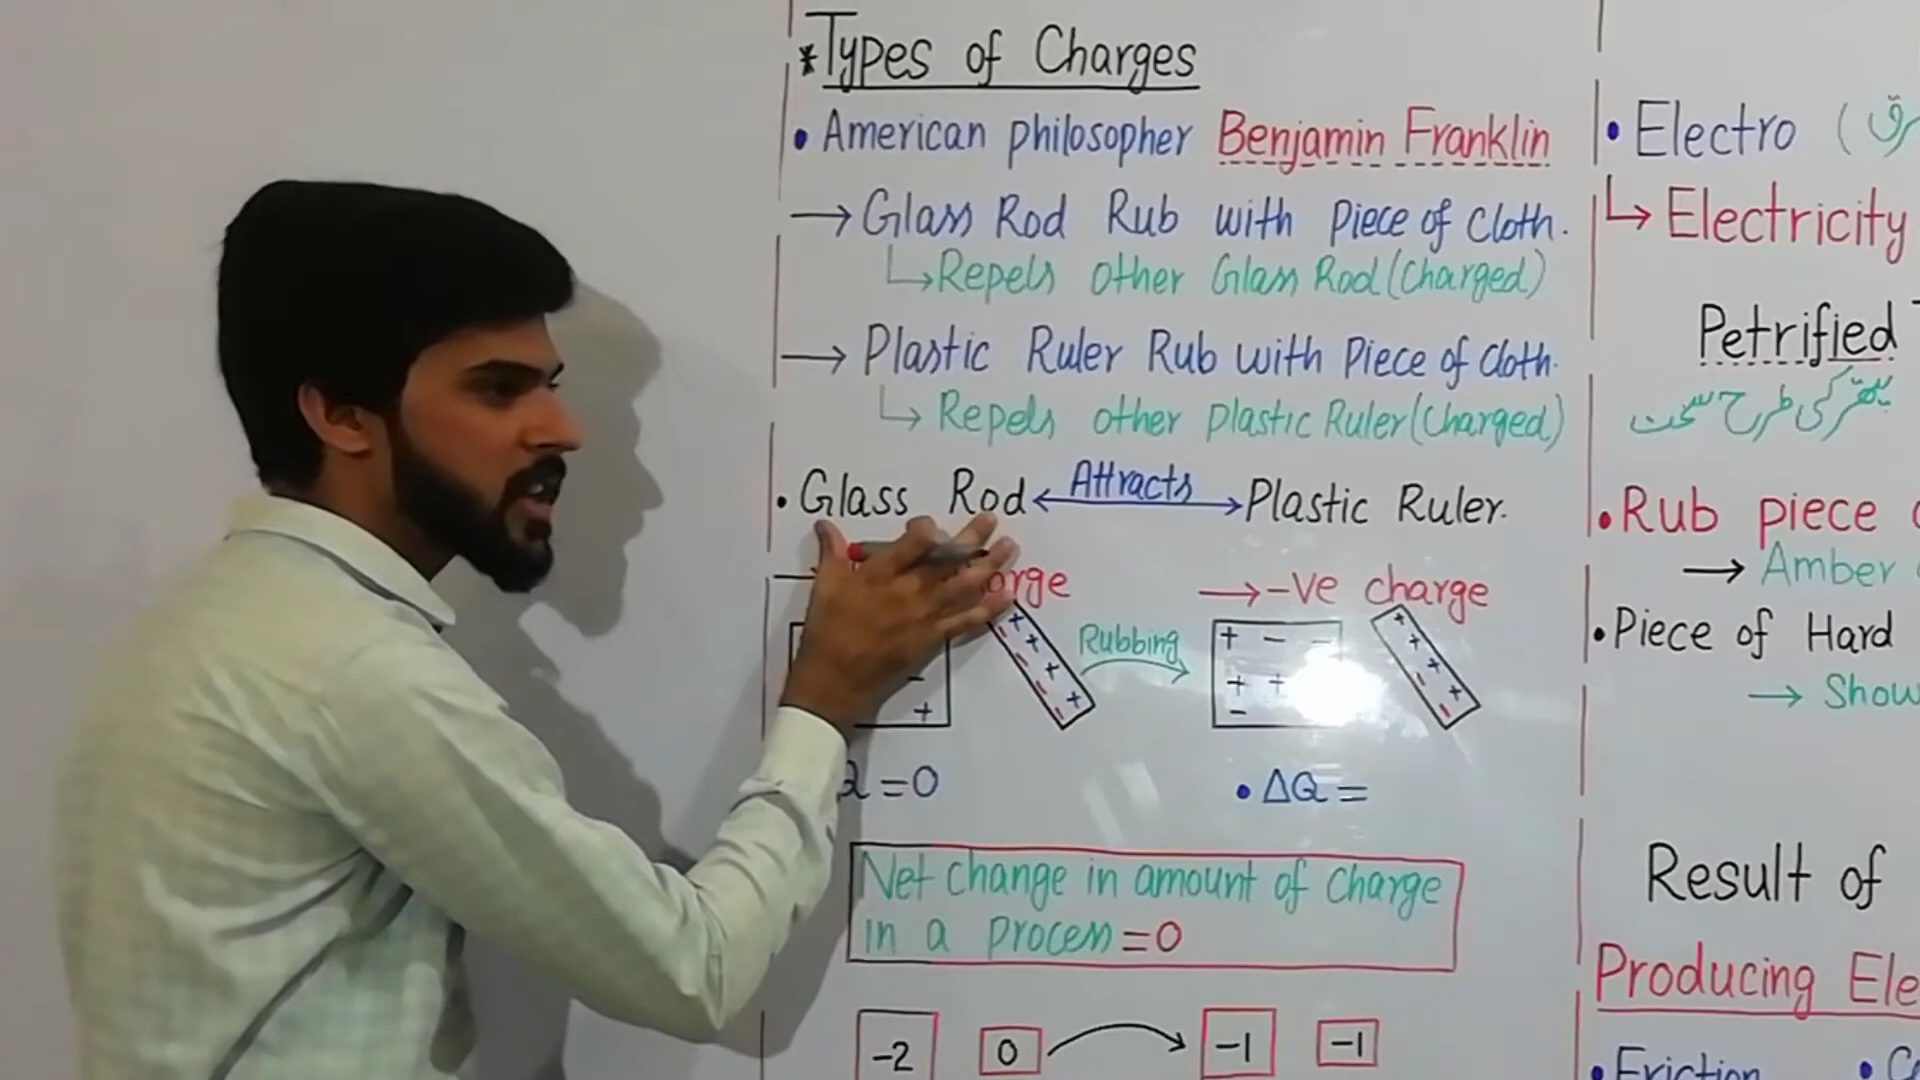 *Types of Charges
• American philosopher Benjamin Franklin
→ Glass Rod Rub with Piece of Cloth.
↳ Repels other Glass Rod (Charged)
→ Plastic Ruler Rub with Piece of Cloth.
↳ Repels other plastic Ruler (Charged)
• Glass Rod ←Attracts→ Plastic Ruler.
→ -ve charge
Rubbing
=0
• ΔQ =
Net change in amount of charge
in a process=0
-2 0 → -1 -1
• Electro (
↳ Electricity
Petrified
پتھر کی طرح سخت
• Rub piece
→ Amber
• Piece of Hard
→ Show
Result of
Producing Ele
• Friction